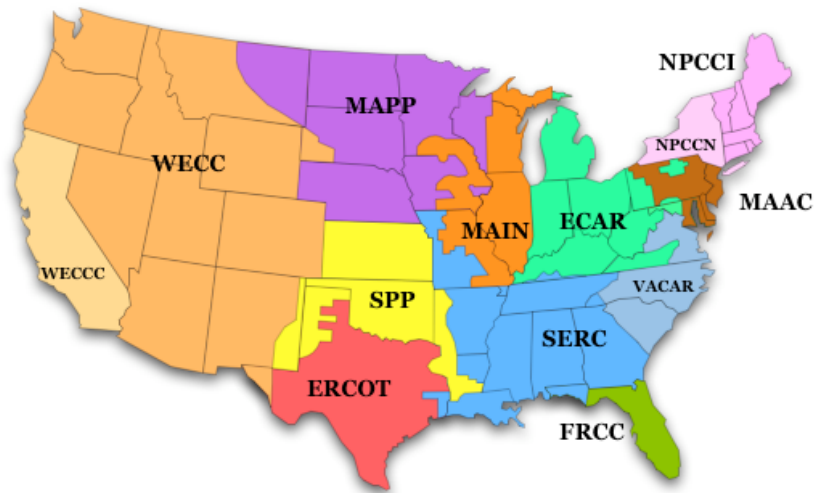 NPCCI
MAPP
NPCCN
WECC
MAAC
ECAR
MAIN
WECCC
VACAR
SPP
SERC
ERCOT
FRCC